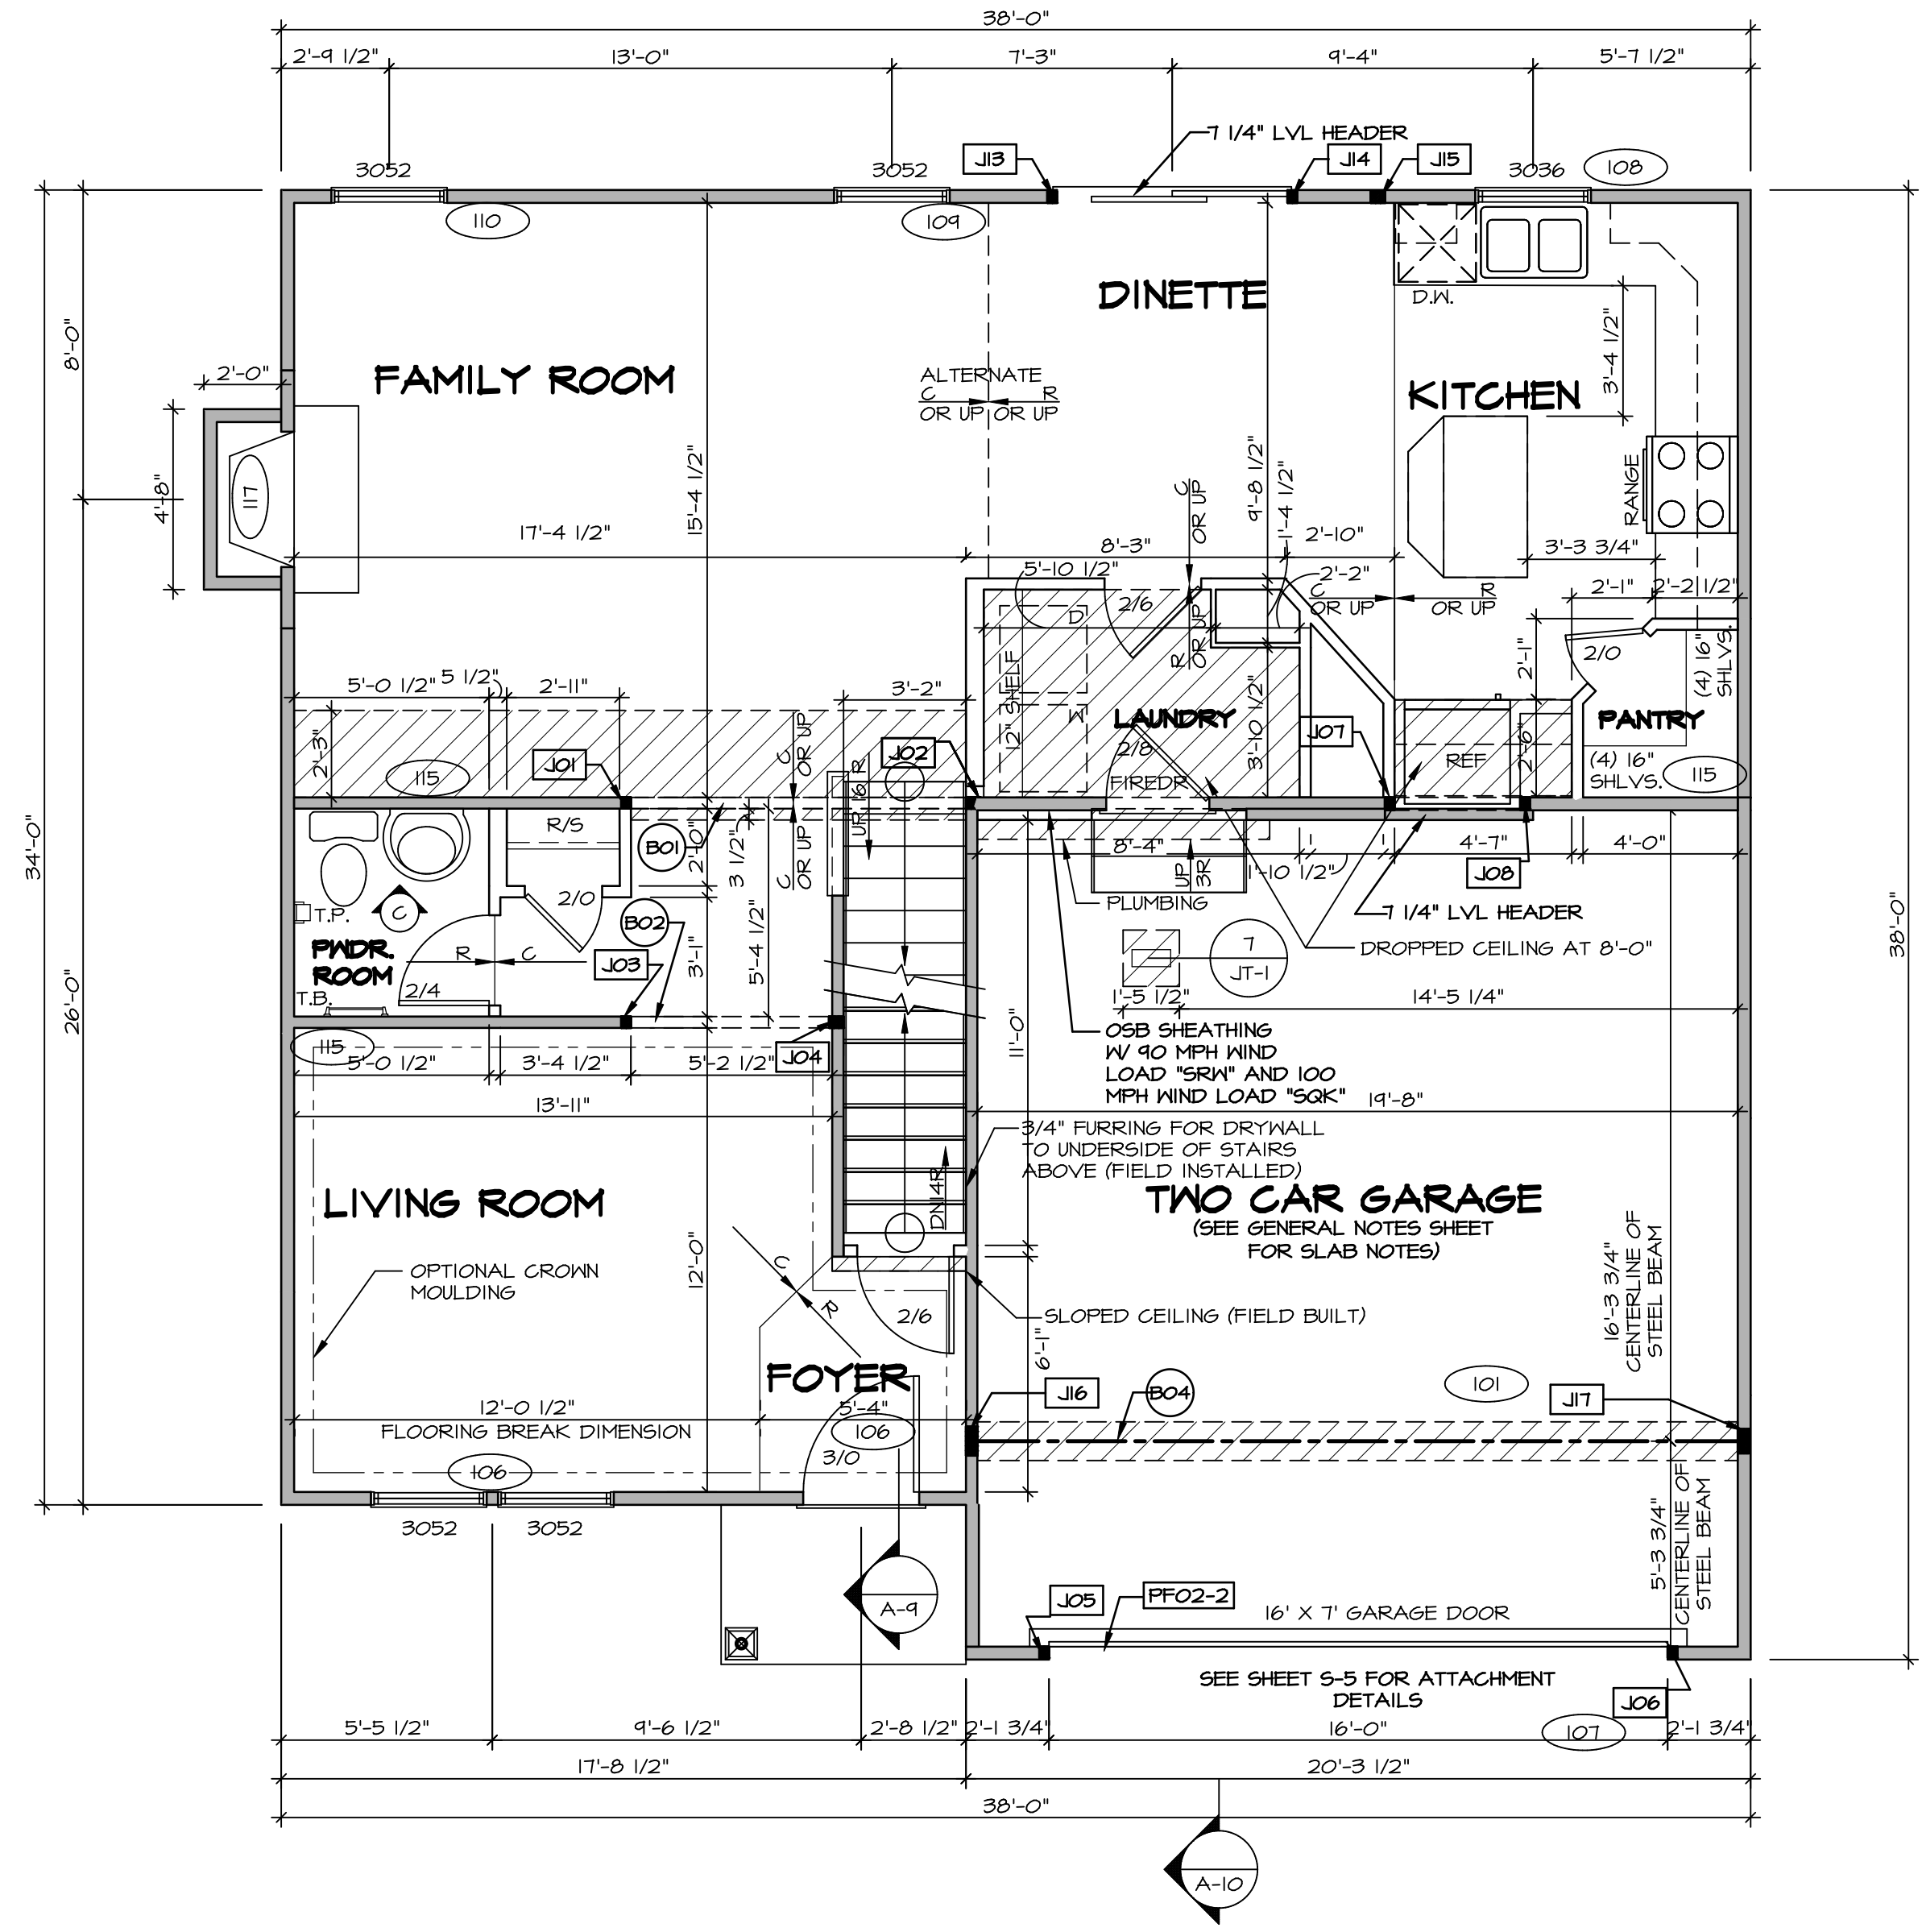 38'-0"
2'-9 1/2"
13'-0"
7'-3"
9'-4"
5'-7 1/2"
7 1/4" LVL HEADER
J13
J14
J15
3052
3052
3036
108
110
109
DINETTE
D.W.
8'-0"
2'-0"
FAMILY ROOM
ALTERNATE
C
R
OR UP
OR UP
KITCHEN
3'-4 1/2"
4'-8"
117
15'-4 1/2"
17'-4 1/2"
8'-3"
C
OR UP
9'-8 1/2"
1'-4 1/2"
2'-10"
RANGE
3'-3 3/4"
5'-10 1/2"
2'-2"
C
R
OR UP
OR UP
2'-1"
2'-2 1/2"
D
2/6
R
OR UP
2/0
2'-1"
(4) 16"
SHLVS.
12" SHELF
W
5'-0 1/2"
5 1/2"
2'-11"
3'-2"
LAUNDRY
2/8
FIREDR
3'-10 1/2"
J07
PANTRY
2'-3"
115
J01
C
OR UP
J02
UP 16R
REF
2'-6"
(4) 16"
SHLVS.
115
34'-0"
R/S
B01
2'-0"
3 1/2"
C
OR UP
8'-4"
UP
3R
1'-10 1/2"
4'-7"
4'-0"
J08
38'-0"
T.P.
C
2/0
B02
PLUMBING
7 1/4" LVL HEADER
PWDR.
ROOM
R
C
J03
3'-1"
5'-4 1/2"
7
JT-1
DROPPED CEILING AT 8'-0"
T.B.
2/4
1'-5 1/2"
14'-5 1/4"
26'-0"
115
5'-0 1/2"
3'-4 1/2"
5'-2 1/2"
J04
11'-0"
OSB SHEATHING
W/ 90 MPH WIND
LOAD "SRW" AND 100
MPH WIND LOAD "SQK"
13'-11"
19'-8"
3/4" FURRING FOR DRYWALL
TO UNDERSIDE OF STAIRS
ABOVE (FIELD INSTALLED)
DN14R
LIVING ROOM
TWO CAR GARAGE
(SEE GENERAL NOTES SHEET
FOR SLAB NOTES)
12'-0"
OPTIONAL CROWN
MOULDING
C
R
2/6
SLOPED CEILING (FIELD BUILT)
16'-3 3/4"
CENTERLINE OF
STEEL BEAM
6'-1"
FOYER
J16
B04
101
J17
12'-0 1/2"
FLOORING BREAK DIMENSION
5'-4"
106
3/0
106
3052
3052
5'-3 3/4"
CENTERLINE OF
STEEL BEAM
A-9
J05
PF02-2
16' X 7' GARAGE DOOR
SEE SHEET S-5 FOR ATTACHMENT
DETAILS
J06
107
5'-5 1/2"
9'-6 1/2"
2'-8 1/2"
2'-1 3/4"
16'-0"
2'-1 3/4"
17'-8 1/2"
20'-3 1/2"
38'-0"
A-10